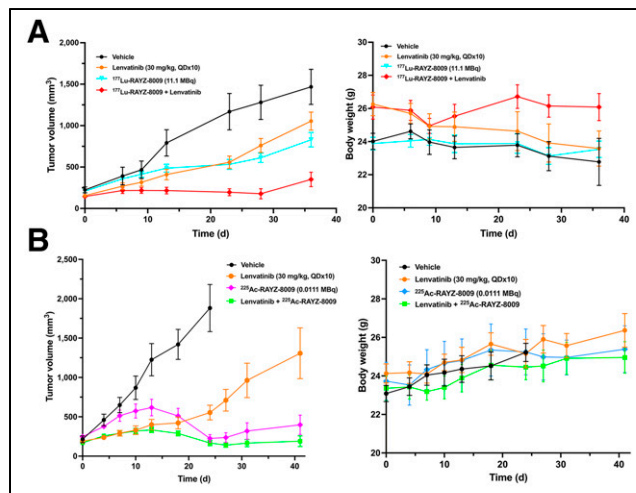 A
Tumor volume (mm³)
2,000
1,500
1,000
500
0
0 10 20 30 40
Time (d)
Vehicle
Lenvatinib (30 mg/kg, QDx10)
¹⁷⁷Lu-RAYZ-8009 (11.1 MBq)
¹⁷⁷Lu-RAYZ-8009 + Lenvatinib
Body weight (g)
30
28
26
24
22
20
0 10 20 30 40
Time (d)
Vehicle
Lenvatinib (30 mg/kg, QDx10)
¹⁷⁷Lu-RAYZ-8009 (11.1 MBq)
¹⁷⁷Lu-RAYZ-8009 + Lenvatinib
B
Tumor volume (mm³)
2,500
2,000
1,500
1,000
500
0
0 10 20 30 40
Time (d)
Vehicle
Lenvatinib (30 mg/kg, QDx10)
²²⁵Ac-RAYZ-8009 (0.0111 MBq)
Lenvatinib + ²²⁵Ac-RAYZ-8009
Body weight (g)
30
28
26
24
22
20
0 10 20 30 40
Time (d)
Vehicle
Lenvatinib (30 mg/kg, QDx10)
²²⁵Ac-RAYZ-8009 (0.0111 MBq)
Lenvatinib + ²²⁵Ac-RAYZ-8009